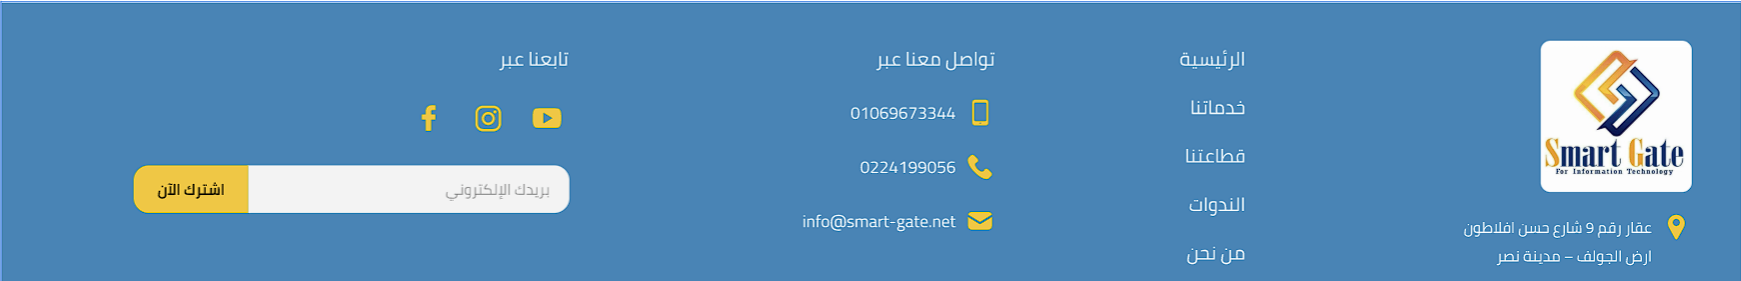 Smart Gate
For Information Technology
عقار رقم 9 شارع حسن افلاطون
ارض الجولف – مدينة نصر
الرئيسية
خدماتنا
قطاعتنا
الندوات
من نحن
تواصل معنا عبر
01069673344
0224199056
info@smart-gate.net
تابعنا عبر
بريدك الإلكتروني
اشترك الآن